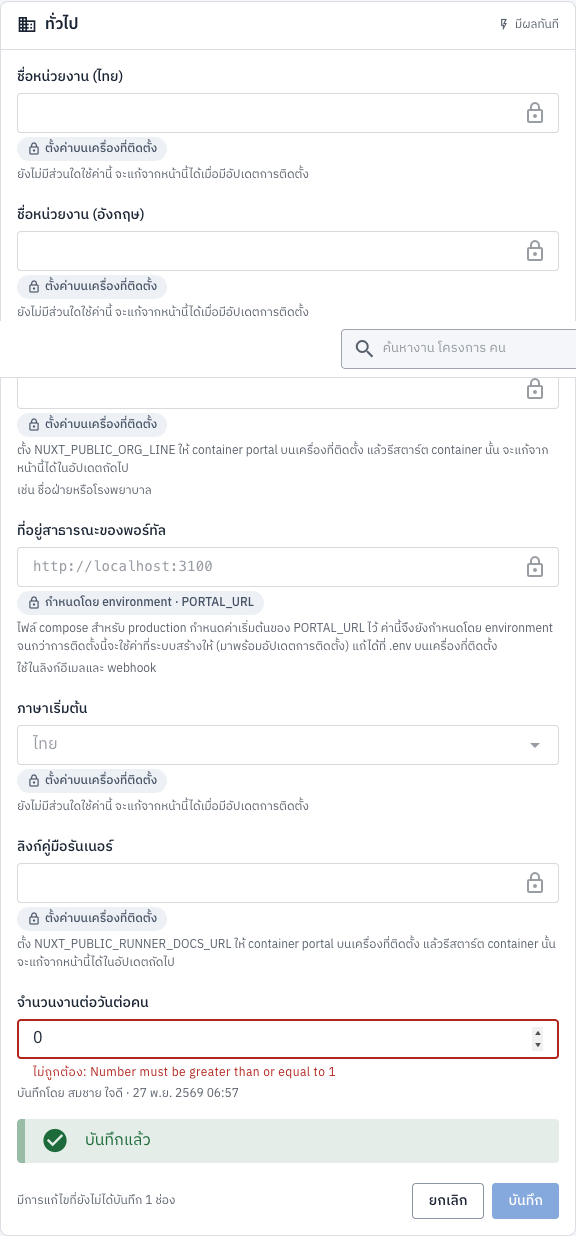 ทั่วไป
มีผลทันที
ชื่อหน่วยงาน (ไทย)
ตั้งค่าบนเครื่องที่ติดตั้ง
ยังไม่มีส่วนใดใช้ค่านี้ จะแก้จากหน้านี้ได้เมื่อมีอัปเดตการติดตั้ง
ชื่อหน่วยงาน (อังกฤษ)
ตั้งค่าบนเครื่องที่ติดตั้ง
ยังไม่มีส่วนใดใช้ค่านี้ จะแก้จากหน้านี้ได้เมื่อมีอัปเดตการติดตั้ง
ค้นหางาน โครงการ คน
ตั้งค่าบนเครื่องที่ติดตั้ง
ตั้ง NUXT_PUBLIC_ORG_LINE ให้ container portal บนเครื่องที่ติดตั้ง แล้วรีสตาร์ต container นั้น จะแก้จาก
หน้านี้ได้ในอัปเดตถัดไป
เช่น ชื่อฝ่ายหรือโรงพยาบาล
ที่อยู่สาธารณะของพอร์ทัล
http://localhost:3100
กำหนดโดย environment · PORTAL_URL
ไฟล์ compose สำหรับ production กำหนดค่าเริ่มต้นของ PORTAL_URL ไว้ ค่านี้จึงยังกำหนดโดย environment
จนกว่าการติดตั้งนี้จะใช้ค่าที่ระบบสร้างให้ (มาพร้อมอัปเดตการติดตั้ง) แก้ได้ที่ .env บนเครื่องที่ติดตั้ง
ใช้ในลิงก์อีเมลและ webhook
ภาษาเริ่มต้น
ไทย
ตั้งค่าบนเครื่องที่ติดตั้ง
ยังไม่มีส่วนใดใช้ค่านี้ จะแก้จากหน้านี้ได้เมื่อมีอัปเดตการติดตั้ง
ลิงก์คู่มือรันเนอร์
ตั้งค่าบนเครื่องที่ติดตั้ง
ตั้ง NUXT_PUBLIC_RUNNER_DOCS_URL ให้ container portal บนเครื่องที่ติดตั้ง แล้วรีสตาร์ต container นั้น
จะแก้จากหน้านี้ได้ในอัปเดตถัดไป
จำนวนงานต่อวันต่อคน
0
ไม่ถูกต้อง: Number must be greater than or equal to 1
บันทึกโดย สมชาย ใจดี · 27 พ.ย. 2569 06:57
บันทึกแล้ว
มีการแก้ไขที่ยังไม่ได้บันทึก 1 ช่อง
ยกเลิก
บันทึก